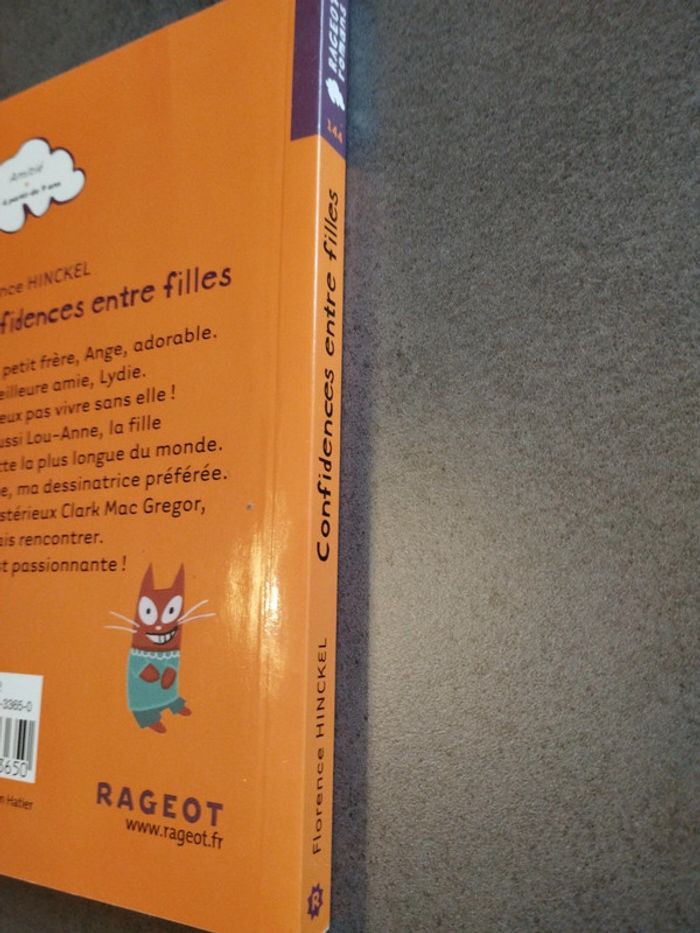 Amitié
à partir de 9 ans
nce HINCKEL
nfidences entre filles
petit frère, Ange, adorable.
eilleure amie, Lydie.
eux pas vivre sans elle !
ussi Lou-Anne, la fille
tte la plus longue du monde.
e, ma dessinatrice préférée.
stérieux Clark Mac Gregor,
ais rencontrer.
st passionnante !
-3365-0
3650
n Hatier
RAGEOT
www.rageot.fr
RAGEOT
romans
144
Confidences entre filles
Florence HINCKEL
R